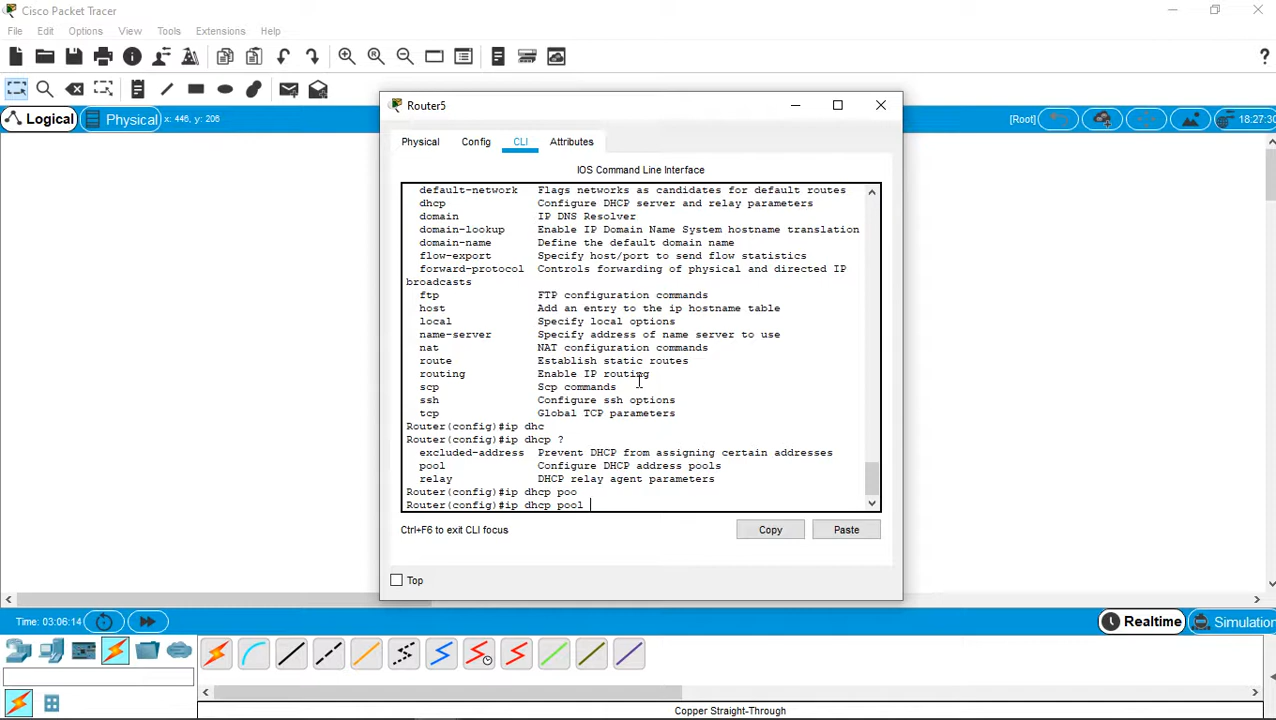 Cisco Packet Tracer
File Edit Options View Tools Extensions Help
?
Logical Physical x: 446, y: 206
[Root] 18:27:30
Router5
Physical Config CLI Attributes
IOS Command Line Interface
default-network Flags networks as candidates for default routes
dhcp Configure DHCP server and relay parameters
domain IP DNS Resolver
domain-lookup Enable IP Domain Name System hostname translation
domain-name Define the default domain name
flow-export Specify host/port to send flow statistics
forward-protocol Controls forwarding of physical and directed IP
broadcasts
ftp FTP configuration commands
host Add an entry to the ip hostname table
local Specify local options
name-server Specify address of name server to use
nat NAT configuration commands
route Establish static routes
routing Enable IP routing
scp Scp commands
ssh Configure ssh options
tcp Global TCP parameters
Router(config)#ip dhc
Router(config)#ip dhcp ?
excluded-address Prevent DHCP from assigning certain addresses
pool Configure DHCP address pools
relay DHCP relay agent parameters
Router(config)#ip dhcp poo
Router(config)#ip dhcp pool
Ctrl+F6 to exit CLI focus
Copy Paste
Top
Time: 03:06:14
Realtime Simulation
Copper Straight-Through